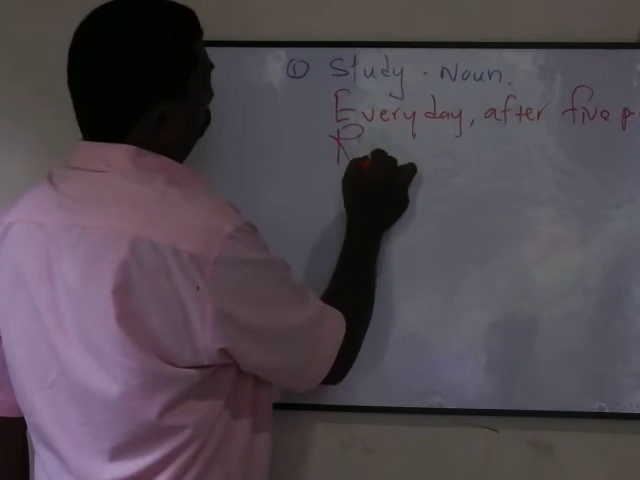 ① Study - Noun.
Everyday, after five p
R